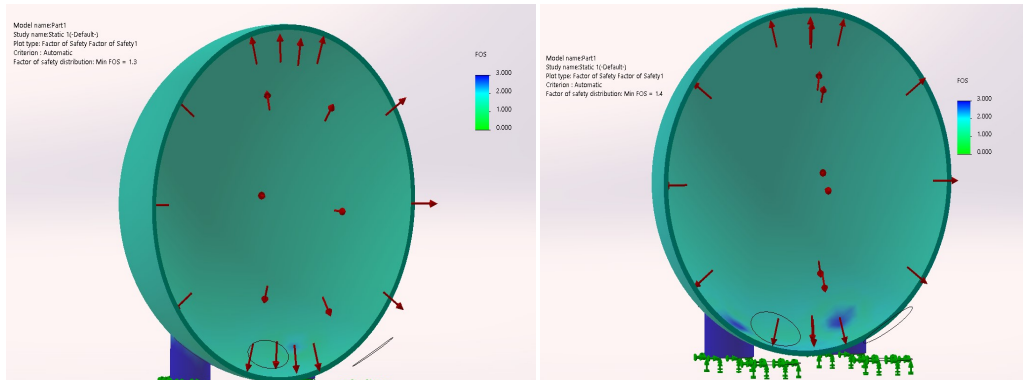 Model name:Part1
Study name:Static 1(-Default-)
Plot type: Factor of Safety Factor of Safety1
Criterion : Automatic
Factor of safety distribution: Min FOS = 1.3
FOS
3.000
2.000
1.000
0.000
Model name:Part1
Study name:Static 1(-Default-)
Plot type: Factor of Safety Factor of Safety1
Criterion : Automatic
Factor of safety distribution: Min FOS = 1.4
FOS
3.000
2.000
1.000
0.000